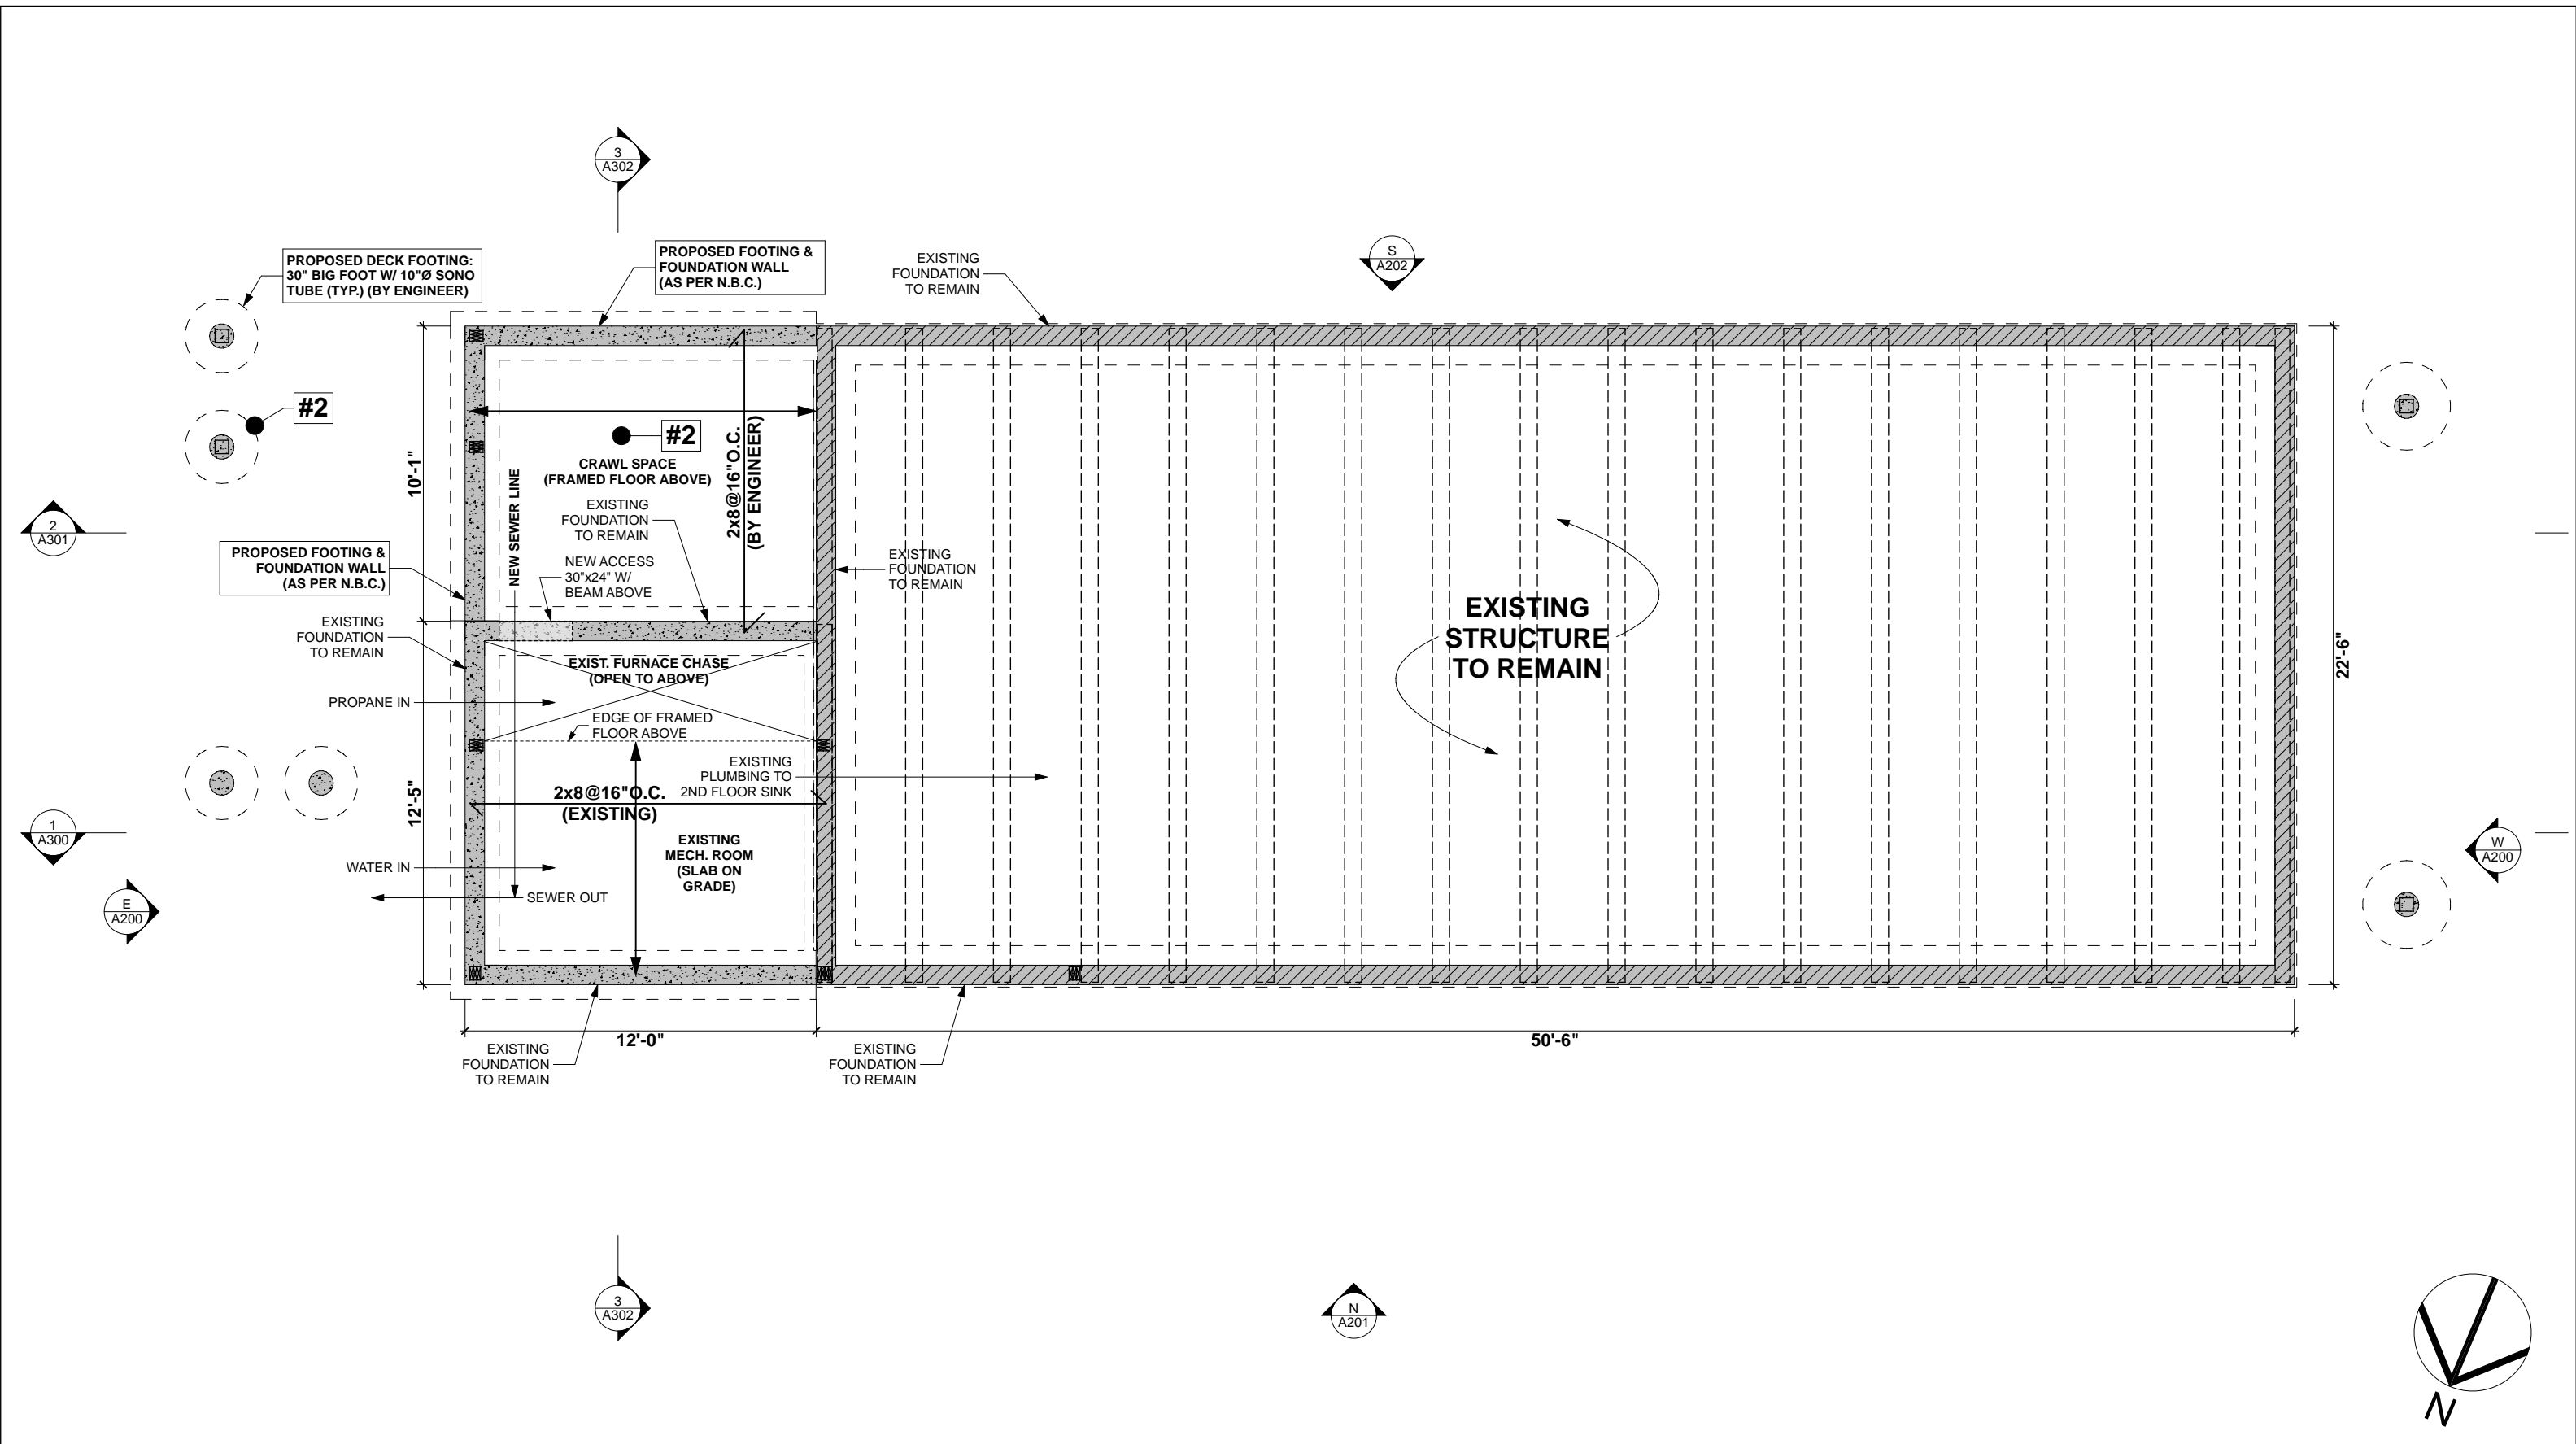 3
A302
PROPOSED DECK FOOTING:
30" BIG FOOT W/ 10"Ø SONO
TUBE (TYP.) (BY ENGINEER)
PROPOSED FOOTING &
FOUNDATION WALL
(AS PER N.B.C.)
EXISTING
FOUNDATION
TO REMAIN
S
A202
#2
#2
CRAWL SPACE
(FRAMED FLOOR ABOVE)
2x8@16"O.C.
(BY ENGINEER)
10'-1"
NEW SEWER LINE
EXISTING
FOUNDATION
TO REMAIN
2
A301
PROPOSED FOOTING &
FOUNDATION WALL
(AS PER N.B.C.)
NEW ACCESS
30"x24" W/
BEAM ABOVE
EXISTING
FOUNDATION
TO REMAIN
EXISTING
STRUCTURE
TO REMAIN
22'-6"
EXISTING
FOUNDATION
TO REMAIN
EXIST. FURNACE CHASE
(OPEN TO ABOVE)
PROPANE IN
EDGE OF FRAMED
FLOOR ABOVE
EXISTING
PLUMBING TO
2ND FLOOR SINK
12'-5"
2x8@16"O.C.
(EXISTING)
1
A300
EXISTING
MECH. ROOM
(SLAB ON
GRADE)
W
A200
WATER IN
SEWER OUT
E
A200
12'-0"
50'-6"
EXISTING
FOUNDATION
TO REMAIN
EXISTING
FOUNDATION
TO REMAIN
3
A302
N
A201
N